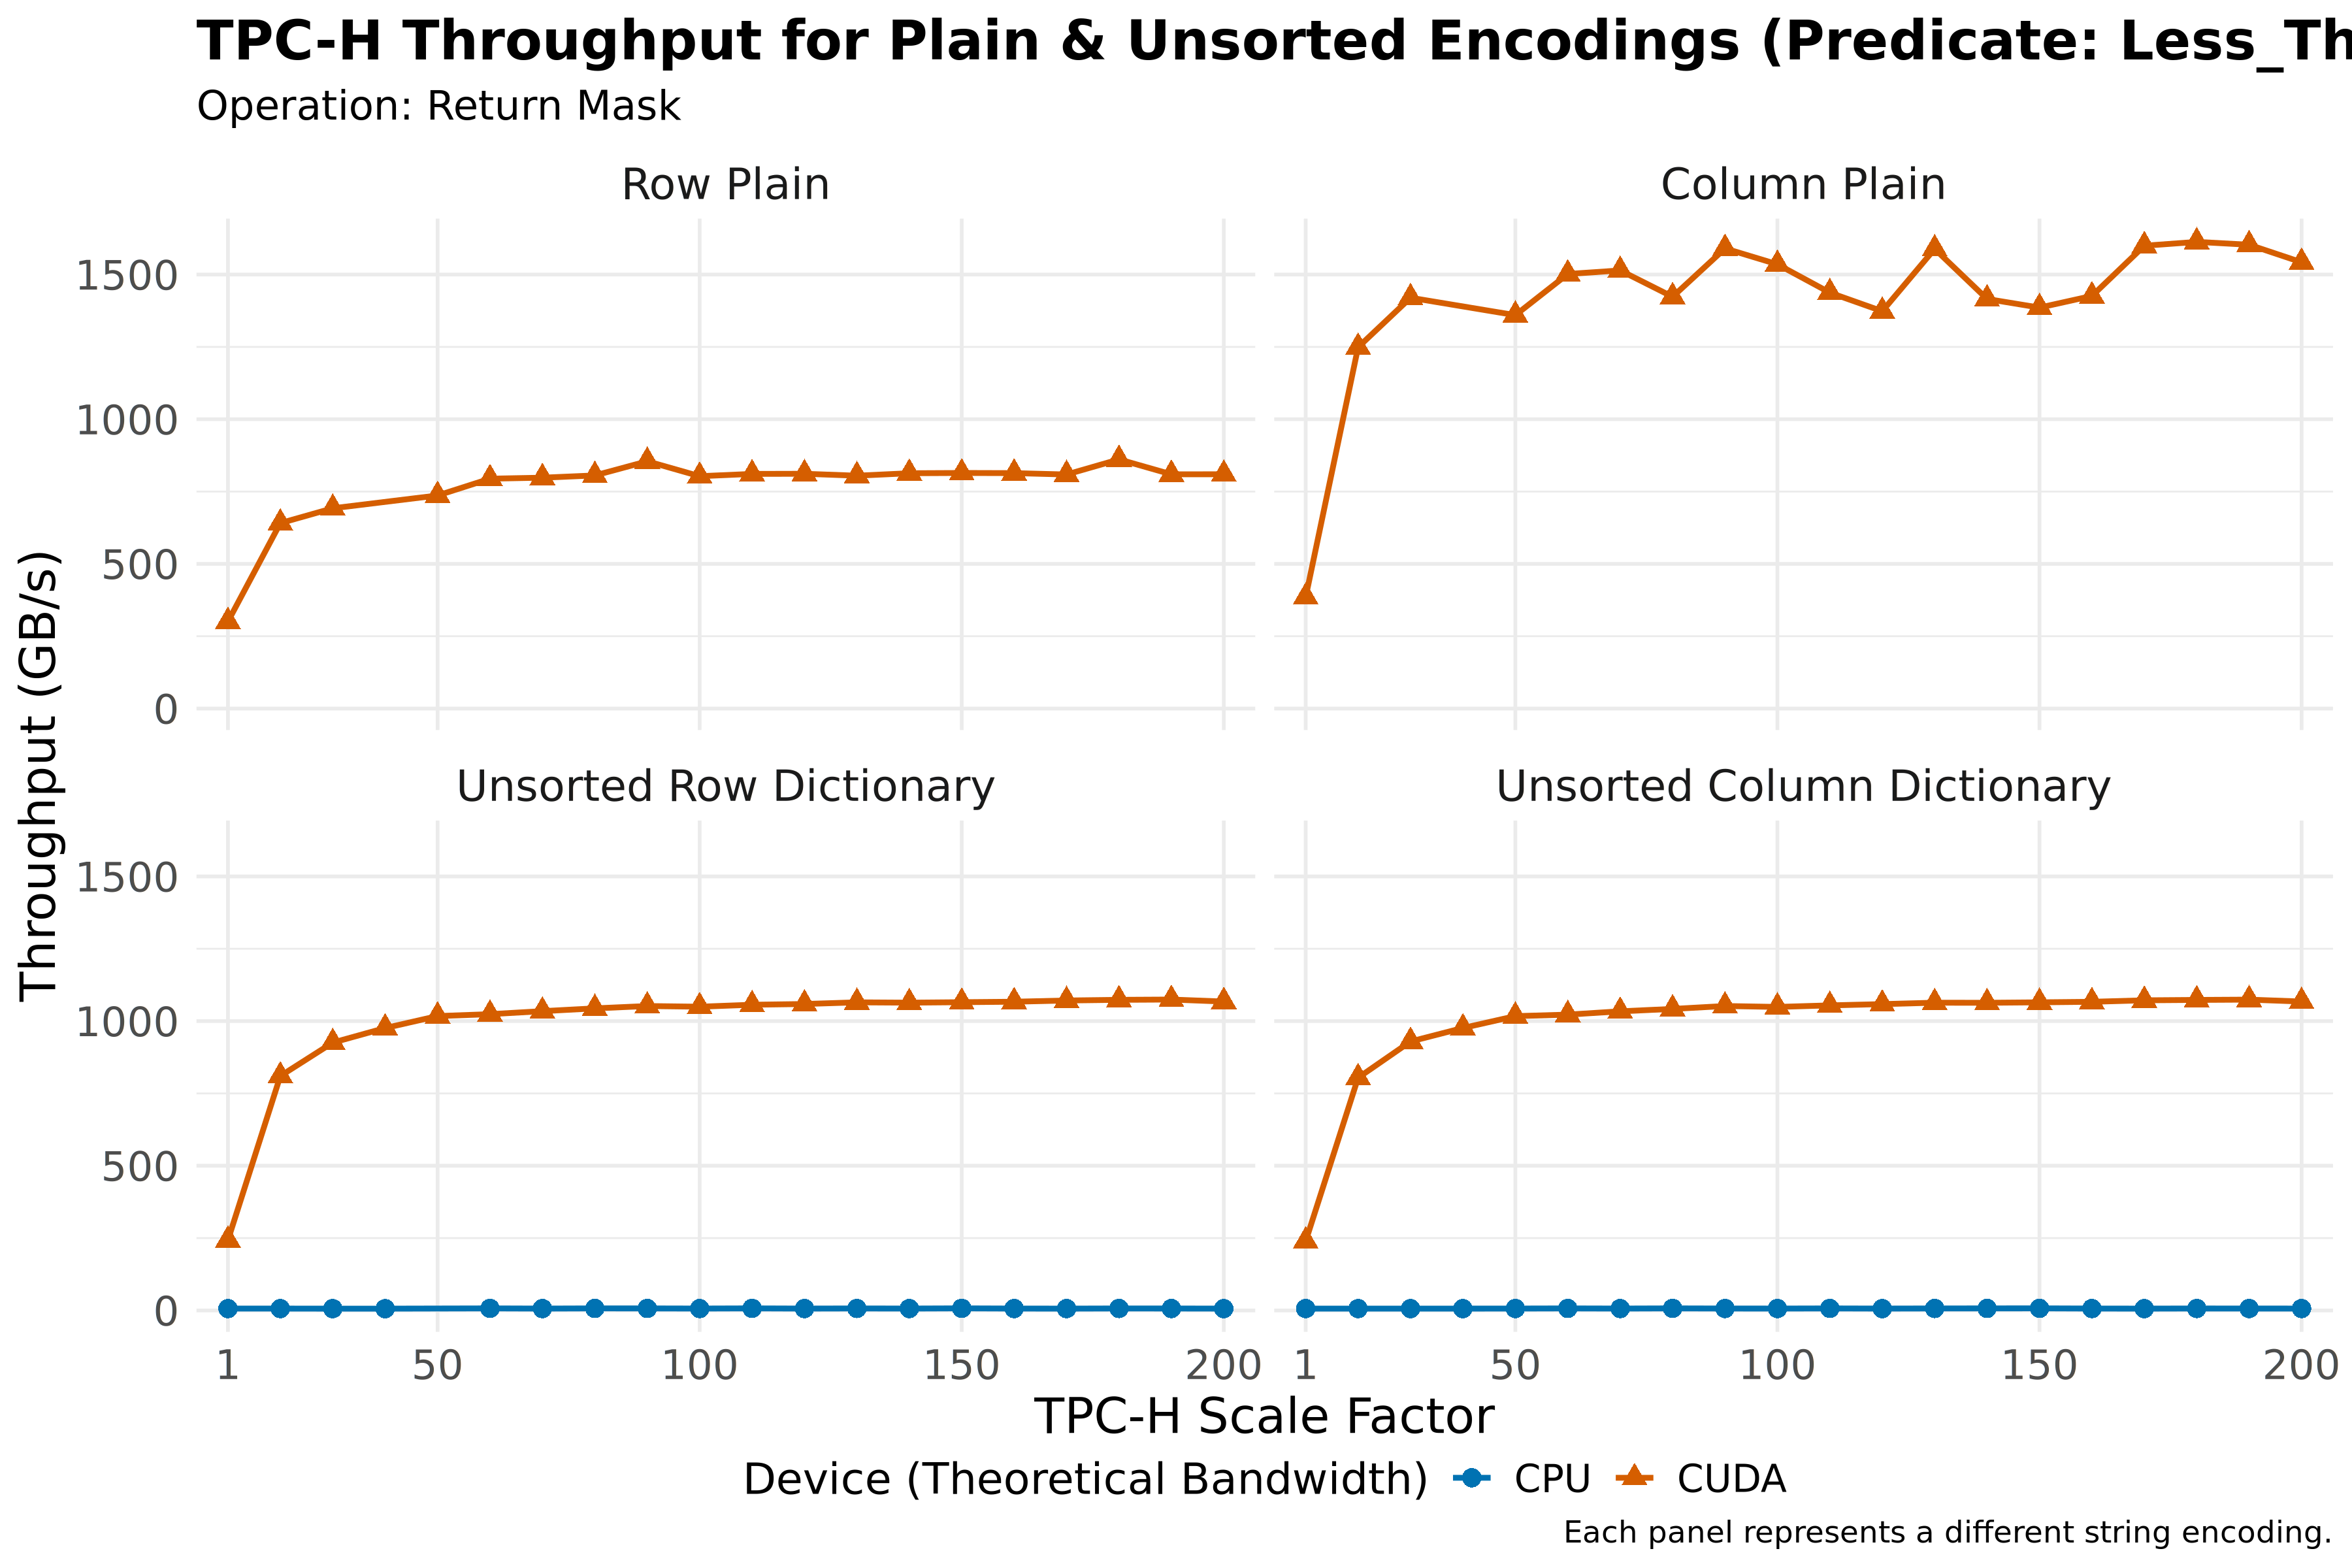 TPC-H Throughput for Plain & Unsorted Encodings (Predicate: Less_Th
Operation: Return Mask
Row Plain
Column Plain
1500
1000
500
0
Throughput (GB/s)
Unsorted Row Dictionary
Unsorted Column Dictionary
1500
1000
500
0
1 50 100 150 200 1 50 100 150 200
TPC-H Scale Factor
Device (Theoretical Bandwidth) CPU CUDA
Each panel represents a different string encoding.